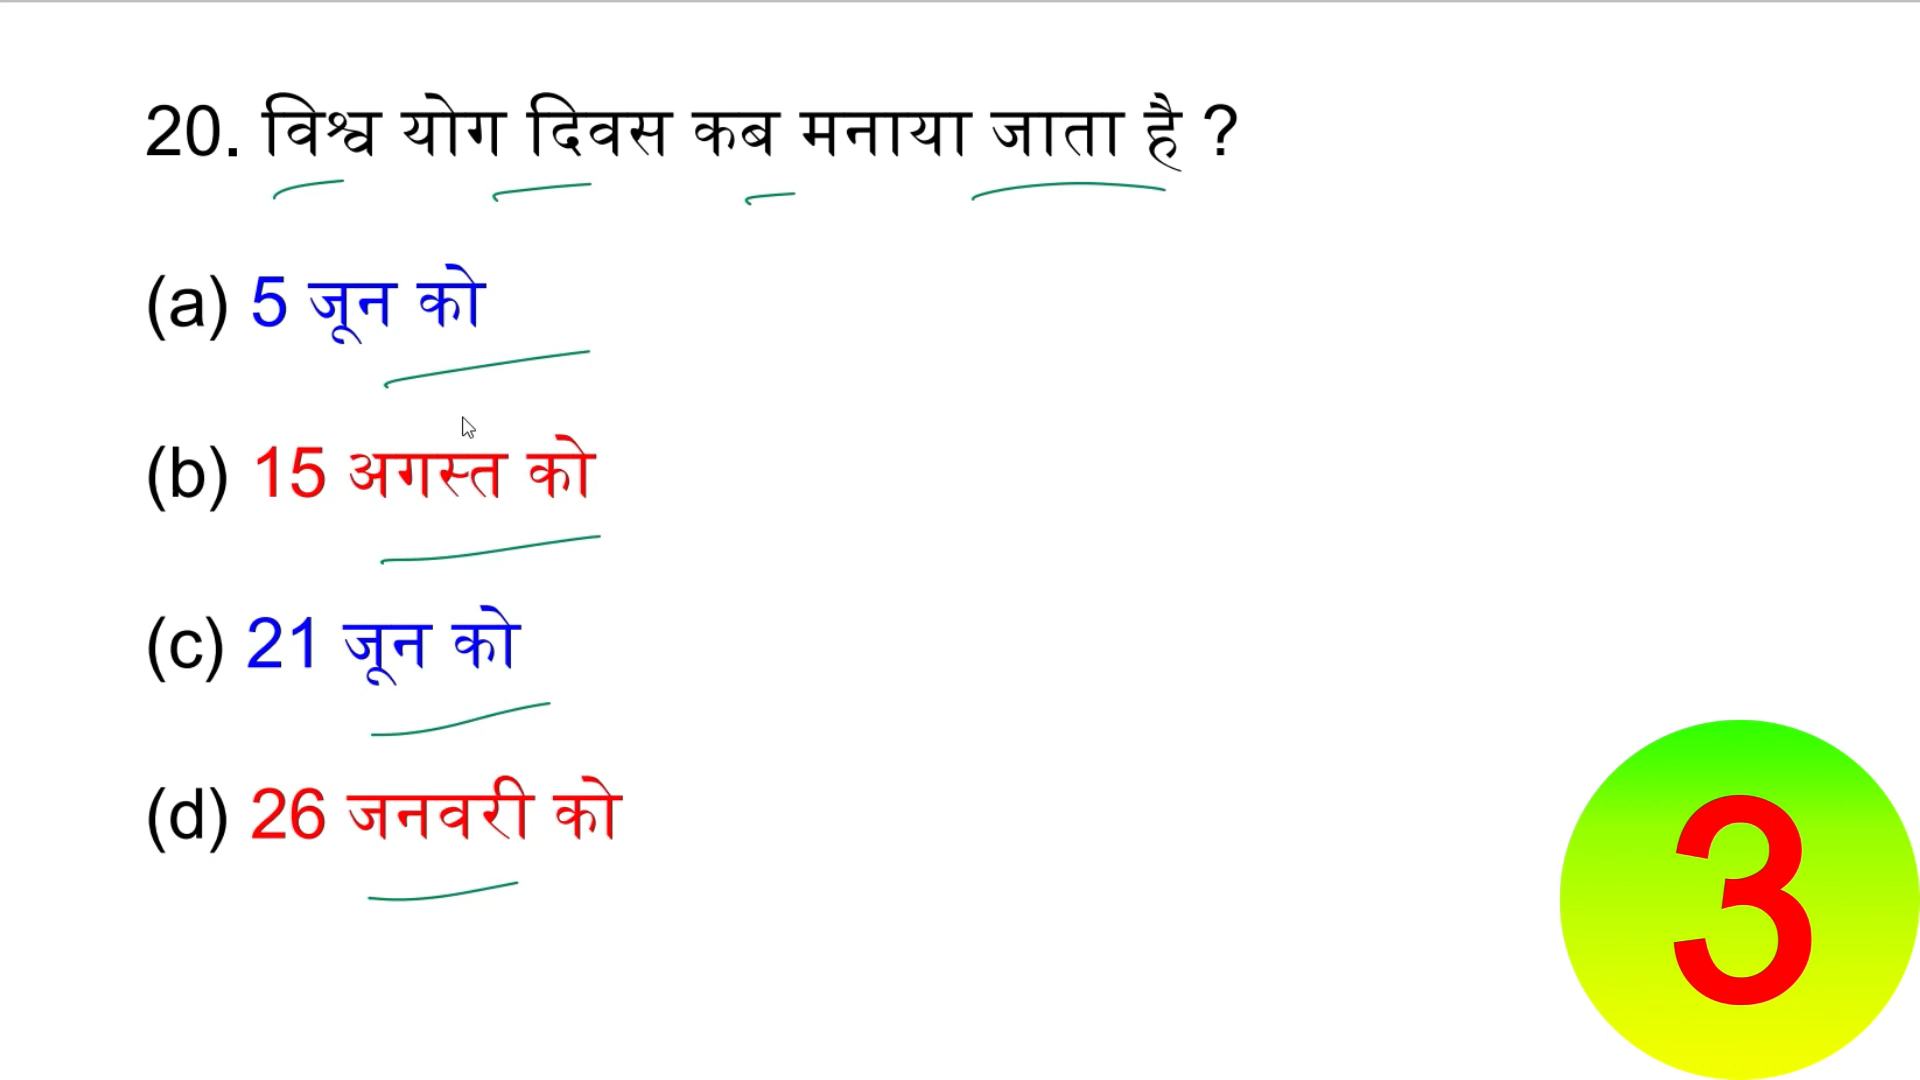 20. विश्व योग दिवस कब मनाया जाता है ?
(a) 5 जून को
(b) 15 अगस्त को
(c) 21 जून को
(d) 26 जनवरी को
3